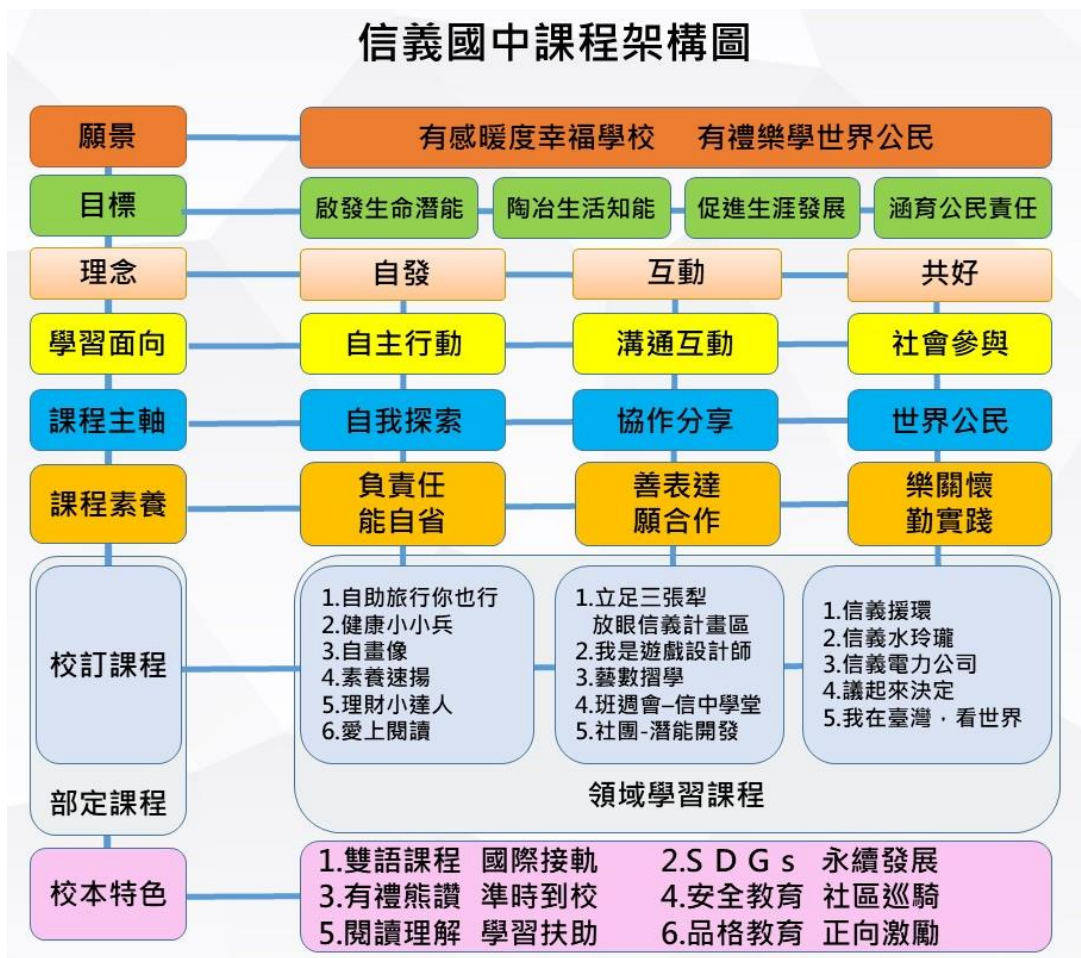 信義國中課程架構圖
願景
有感暖度幸福學校 有禮樂學世界公民
目標
啟發生命潛能 陶冶生活知能 促進生涯發展 涵育公民責任
理念
自發 互動 共好
學習面向
自主行動 溝通互動 社會參與
課程主軸
自我探索 協作分享 世界公民
課程素養
負責任
能自省
善表達
願合作
樂關懷
勤實踐
校訂課程
1.自助旅行你也行
2.健康小小兵
3.自畫像
4.素養速揚
5.理財小達人
6.愛上閱讀
1.立足三張犁
放眼信義計畫區
2.我是遊戲設計師
3.藝數摺學
4.班週會–信中學堂
5.社團-潛能開發
1.信義援環
2.信義水玲瓏
3.信義電力公司
4.議起來決定
5.我在臺灣，看世界
部定課程
領域學習課程
校本特色
1.雙語課程 國際接軌 2.S D G s 永續發展
3.有禮熊讚 準時到校 4.安全教育 社區巡騎
5.閱讀理解 學習扶助 6.品格教育 正向激勵